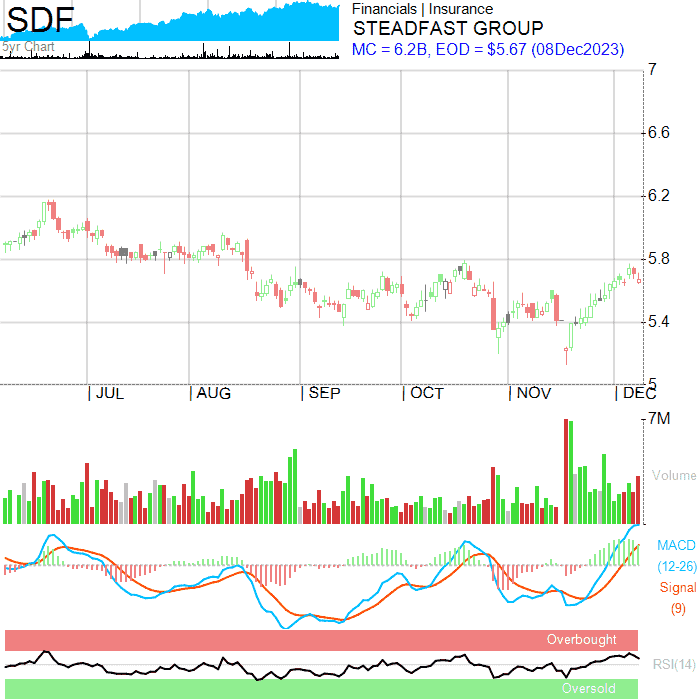 SDF
5yr Chart
Financials | Insurance
STEADFAST GROUP
MC = 6.2B, EOD = $5.67 (08Dec2023)
7
6.6
6.2
5.8
5.4
5
| JUL | AUG | SEP | OCT | NOV | DEC
7M
Volume
MACD
(12-26)
Signal
(9)
Overbought
RSI(14)
Oversold